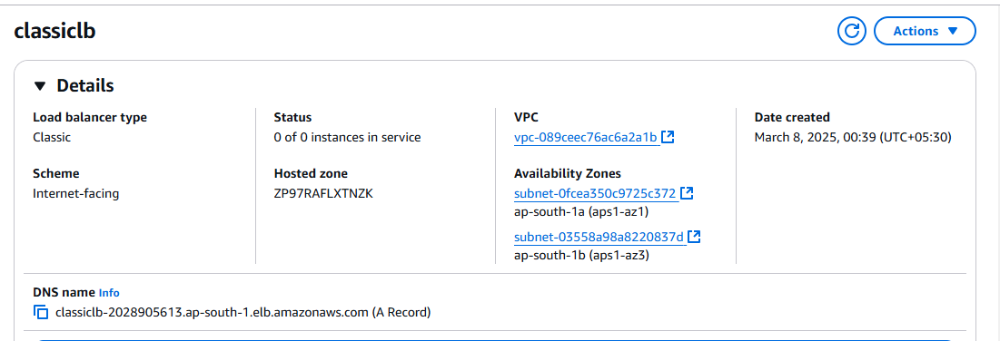 classiclb
Actions
Details
Load balancer type
Classic
Status
0 of 0 instances in service
VPC
vpc-089ceec76ac6a2a1b
Date created
March 8, 2025, 00:39 (UTC+05:30)
Scheme
Internet-facing
Hosted zone
ZP97RAFLXTNZK
Availability Zones
subnet-0fcea350c9725c372
ap-south-1a (aps1-az1)
subnet-03558a98a8220837d
ap-south-1b (aps1-az3)
DNS name Info
classiclb-2028905613.ap-south-1.elb.amazonaws.com (A Record)